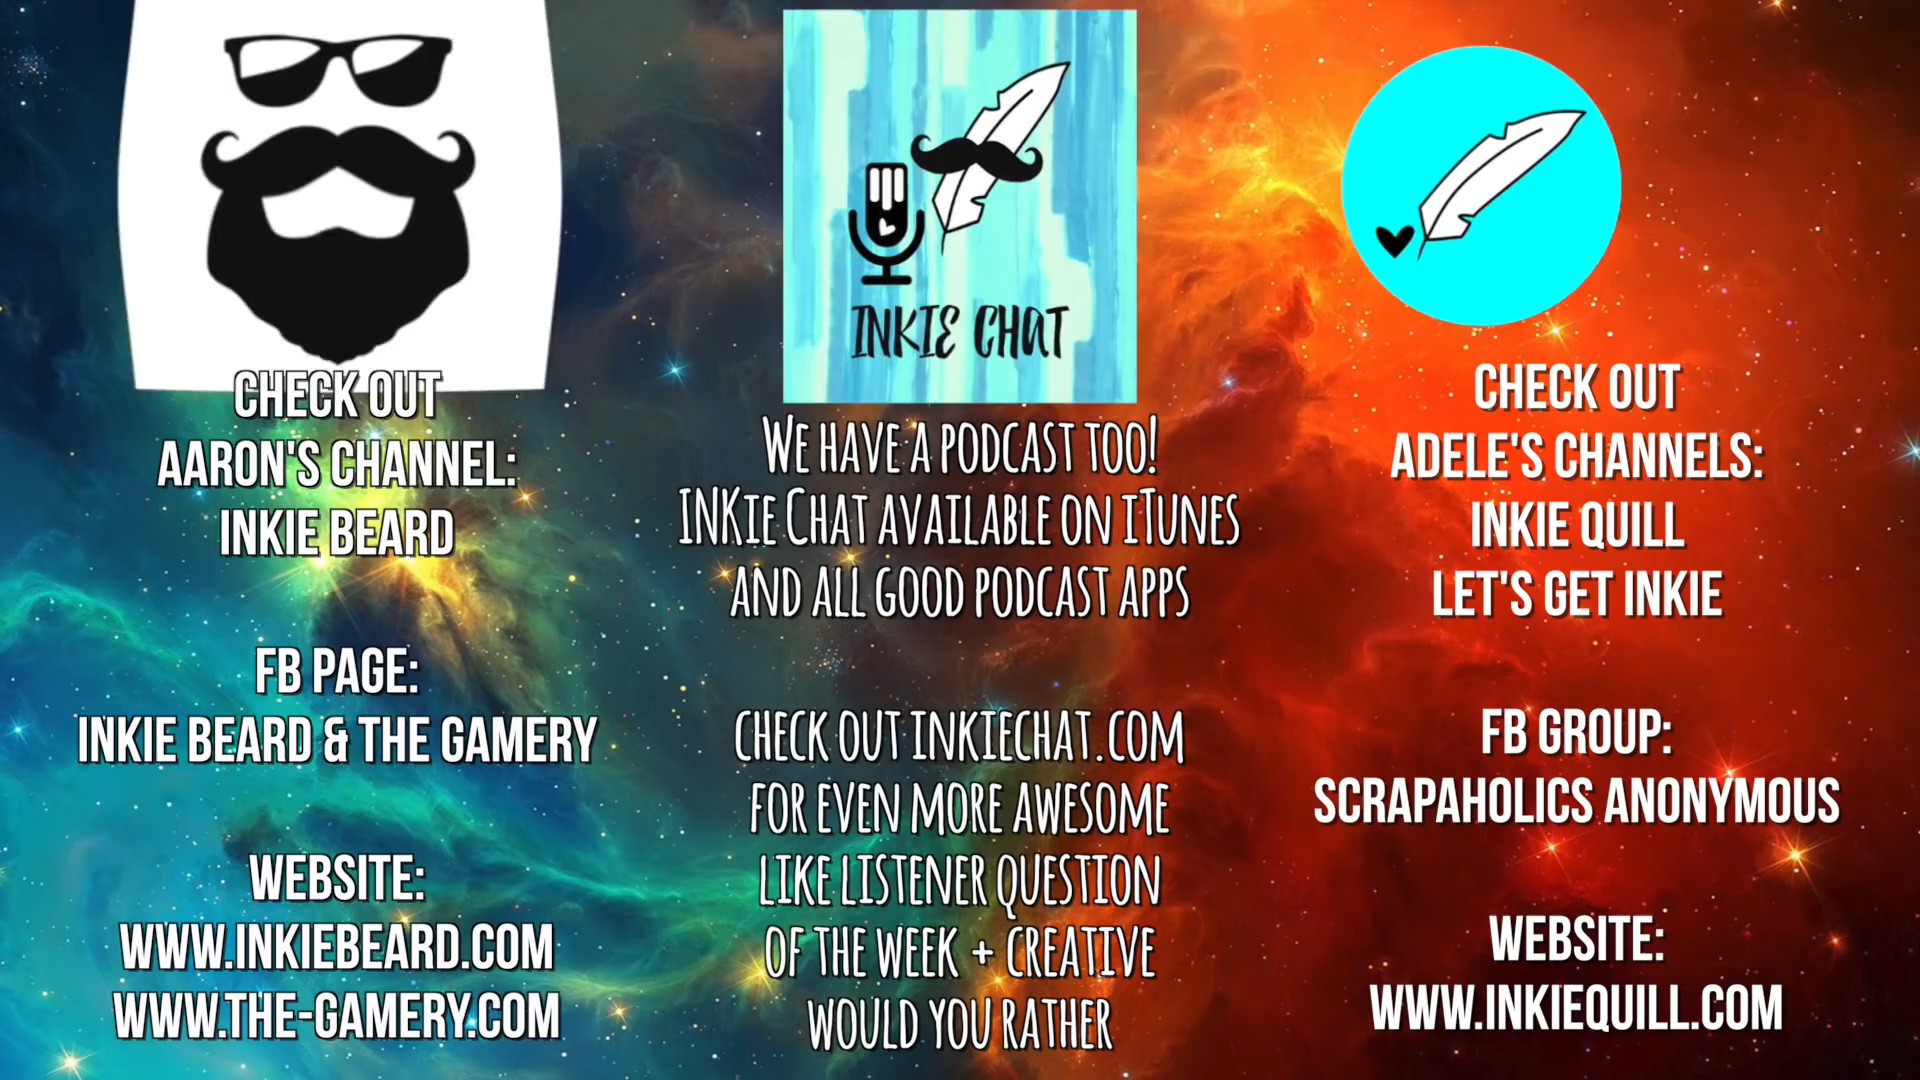 CHECK OUT
AARON'S CHANNEL:
INKIE BEARD
FB PAGE:
INKIE BEARD & THE GAMERY
WEBSITE:
WWW.INKIEBEARD.COM
WWW.THE-GAMERY.COM
INKIE CHAT
WE HAVE A PODCAST TOO!
INKIE CHAT AVAILABLE ON ITUNES
AND ALL GOOD PODCAST APPS
CHECK OUT INKIECHAT.COM
FOR EVEN MORE AWESOME
LIKE LISTENER QUESTION
OF THE WEEK + CREATIVE
WOULD YOU RATHER
CHECK OUT
ADELE'S CHANNELS:
INKIE QUILL
LET'S GET INKIE
FB GROUP:
SCRAPAHOLICS ANONYMOUS
WEBSITE:
WWW.INKIEQUILL.COM